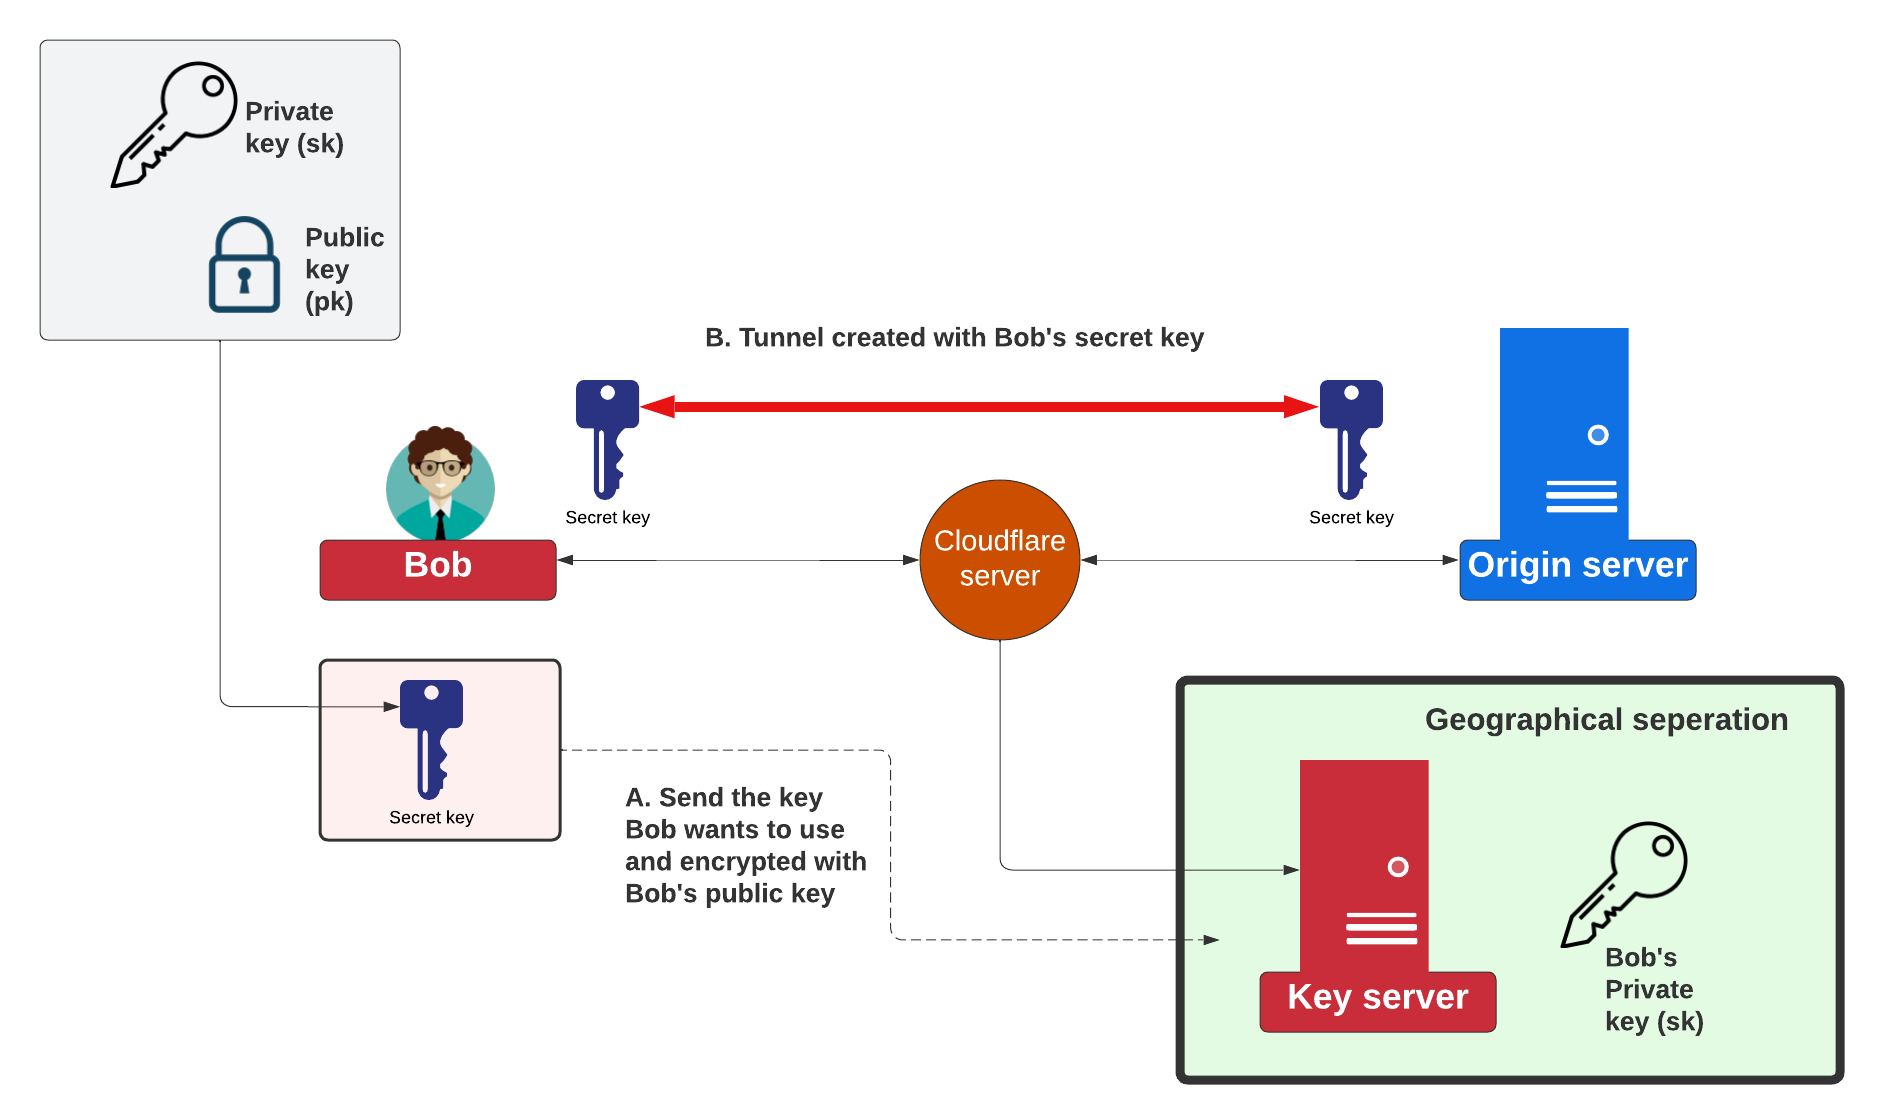 Private
key (sk)
Public
key
(pk)
B. Tunnel created with Bob's secret key
Secret key
Secret key
Bob
Cloudflare
server
Origin server
Secret key
A. Send the key
Bob wants to use
and encrypted with
Bob's public key
Geographical seperation
Key server
Bob's
Private
key (sk)